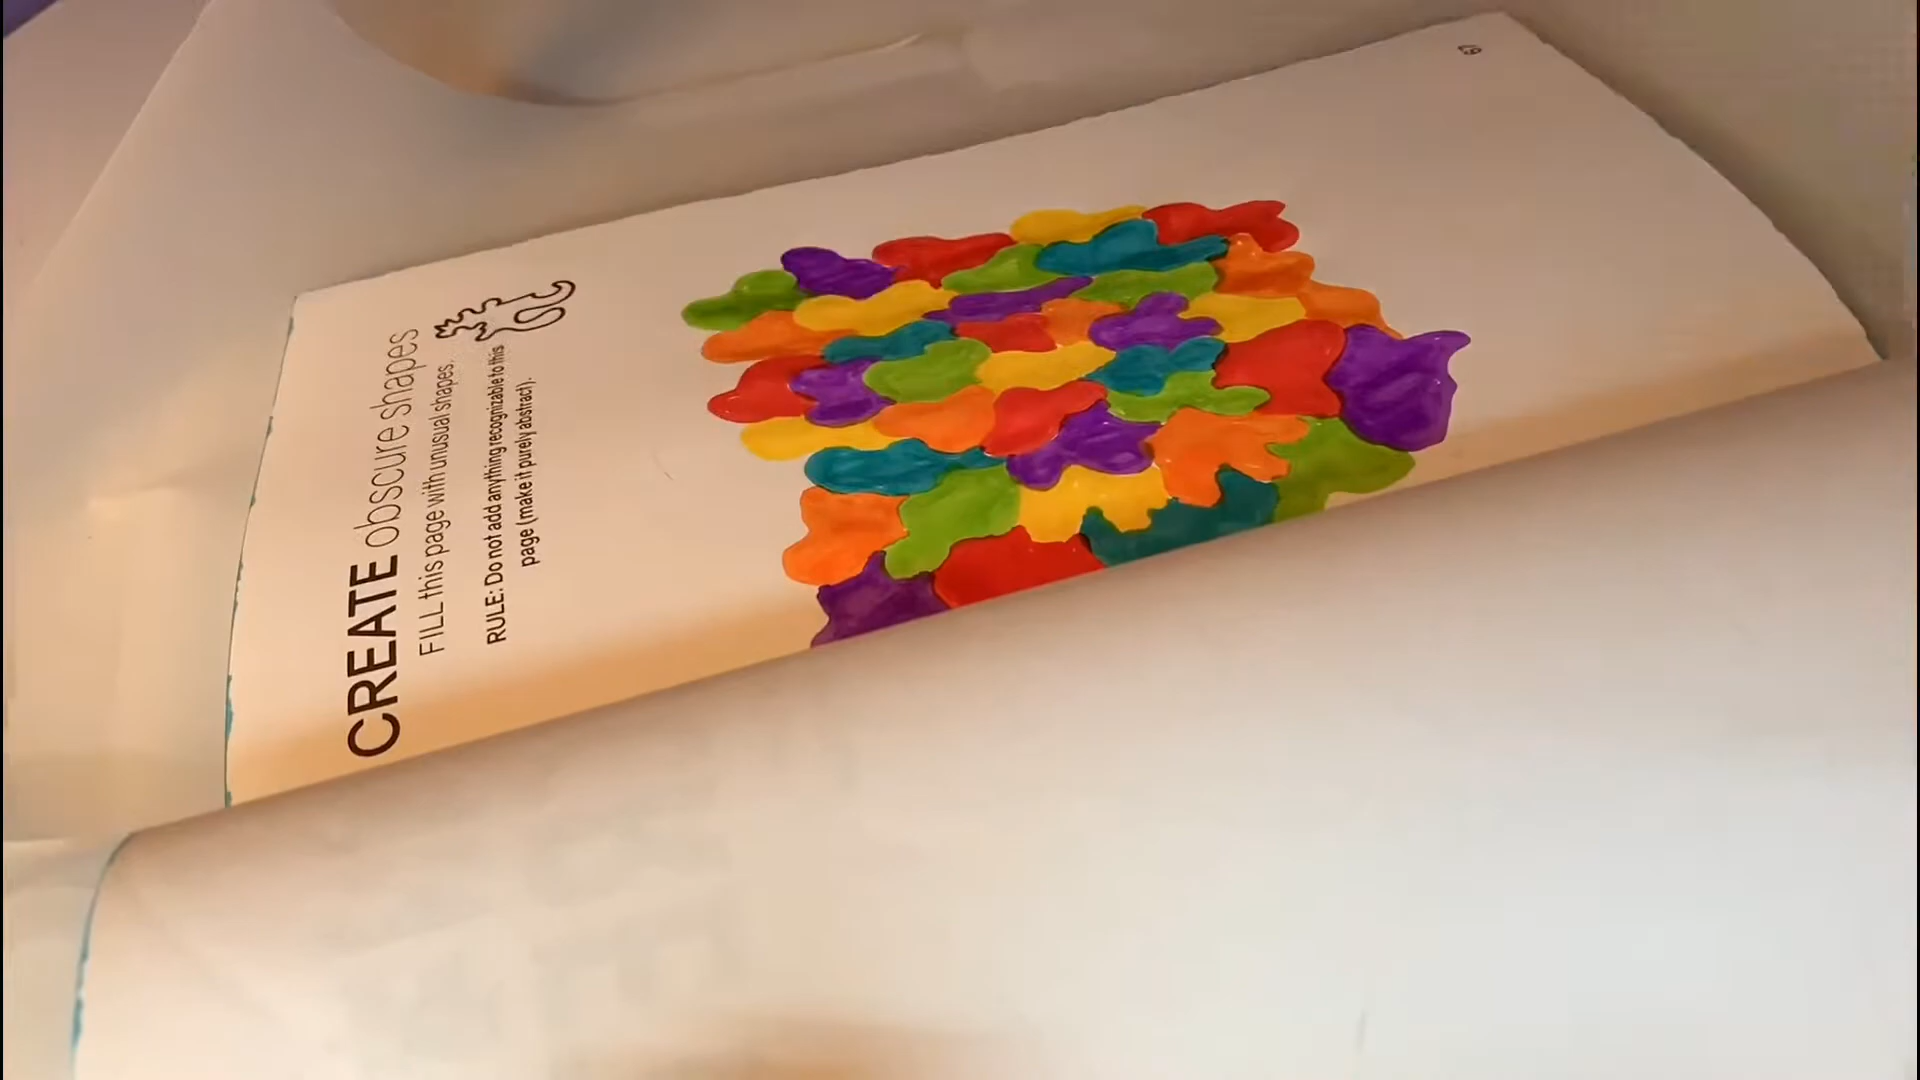 CREATE obscure shapes
FILL this page with unusual shapes.
RULE: Do not add anything recognizable to this
page (make it purely abstract).
67